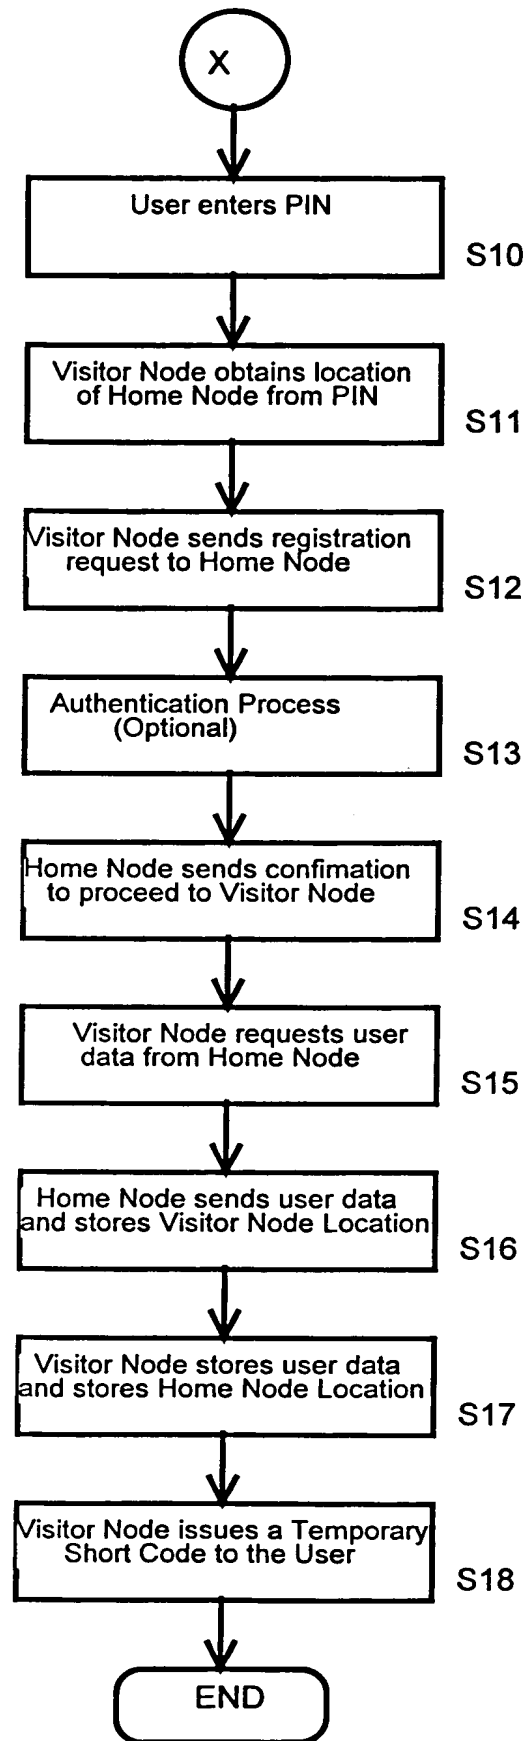 X
User enters PIN
S10
Visitor Node obtains location
of Home Node from PIN
S11
Visitor Node sends registration
request to Home Node
S12
Authentication Process
(Optional)
S13
Home Node sends confimation
to proceed to Visitor Node
S14
Visitor Node requests user
data from Home Node
S15
Home Node sends user data
and stores Visitor Node Location
S16
Visitor Node stores user data
and stores Home Node Location
S17
Visitor Node issues a Temporary
Short Code to the User
S18
END